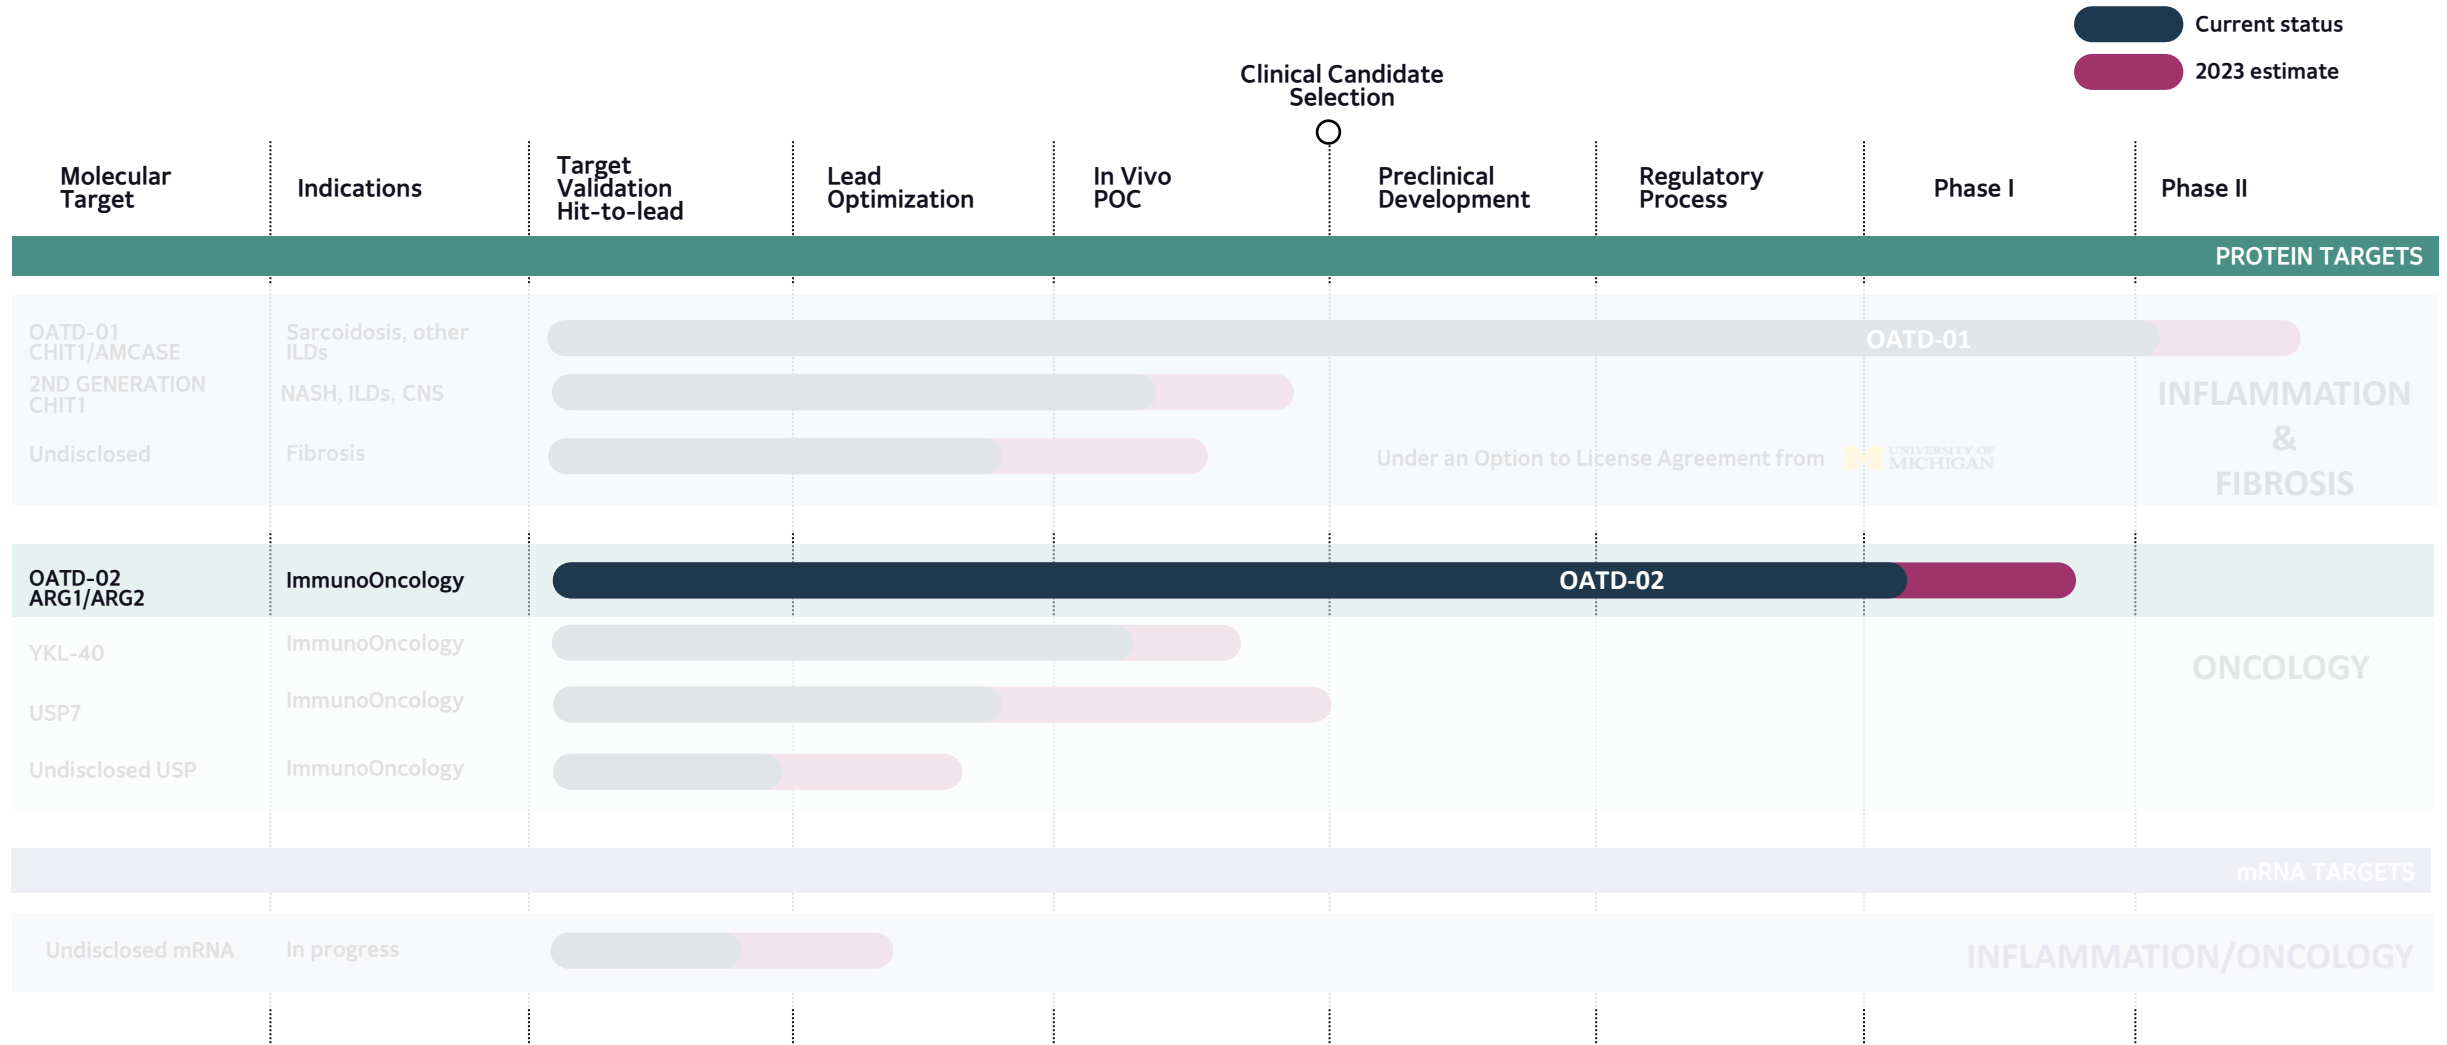 Current status
2023 estimate
Clinical Candidate
Selection
Molecular
Target
Indications
Target
Validation
Hit-to-lead
Lead
Optimization
In Vivo
POC
Preclinical
Development
Regulatory
Process
Phase I
Phase II
PROTEIN TARGETS
OATD-01
CHIT1/AMCASE
Sarcoidosis, other
ILDs
OATD-01
2ND GENERATION
CHIT1
NASH, ILDs, CNS
INFLAMMATION
&
FIBROSIS
Undisclosed
Fibrosis
Under an Option to License Agreement from
UNIVERSITY OF
MICHIGAN
OATD-02
ARG1/ARG2
ImmunoOncology
OATD-02
YKL-40
ImmunoOncology
ONCOLOGY
USP7
ImmunoOncology
Undisclosed USP
ImmunoOncology
mRNA TARGETS
Undisclosed mRNA
In progress
INFLAMMATION/ONCOLOGY